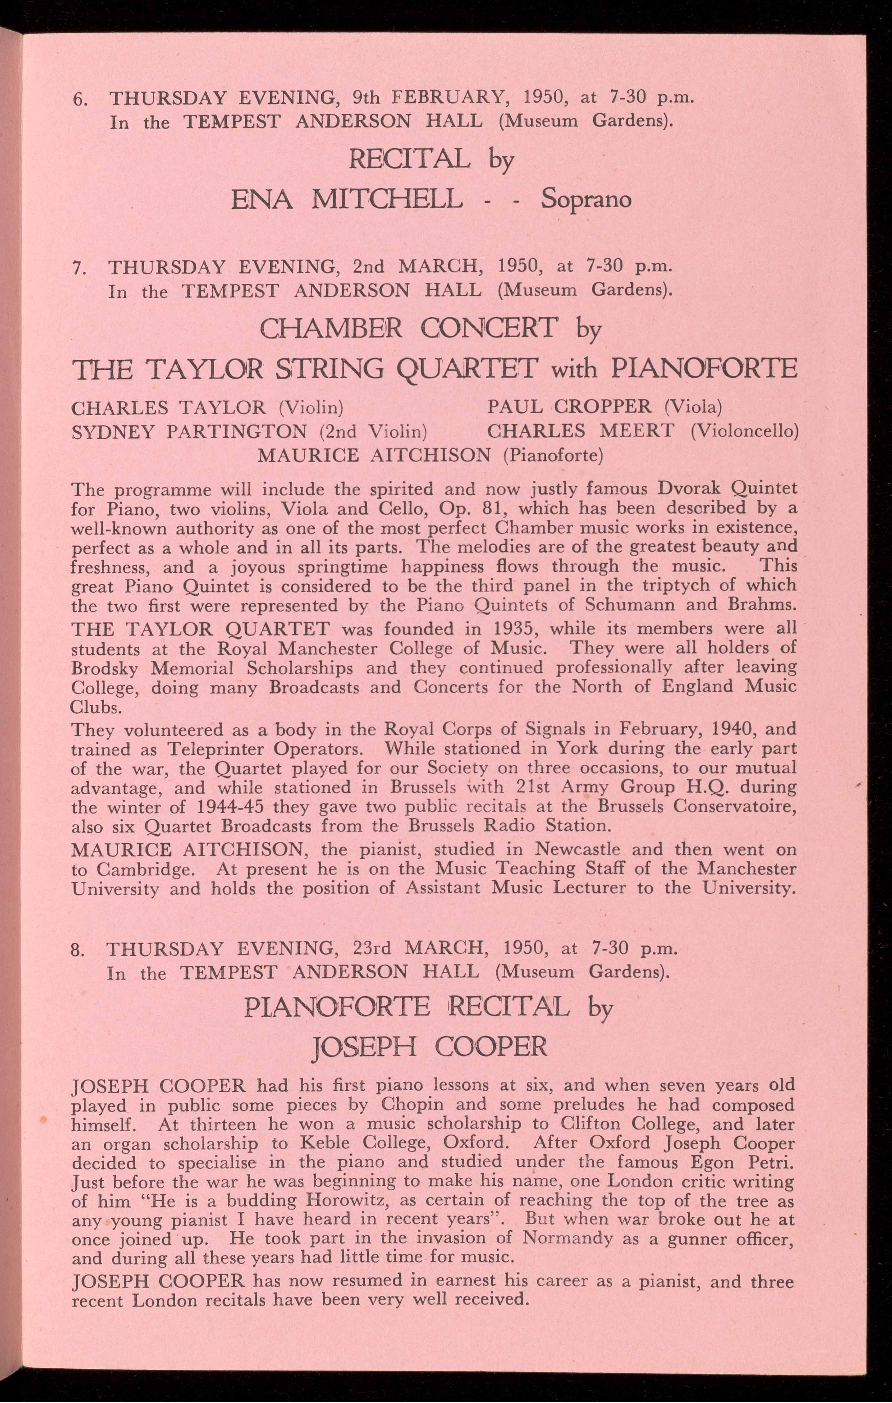 6. THURSDAY EVENING, 9th FEBRUARY, 1950, at 7-30 p.m.
In the TEMPEST ANDERSON HALL (Museum Gardens).
RECITAL by
ENA MITCHELL - - Soprano
7. THURSDAY EVENING, 2nd MARCH, 1950, at 7-30 p.m.
In the TEMPEST ANDERSON HALL (Museum Gardens).
CHAMBER CONCERT by
THE TAYLOR STRING QUARTET with PIANOFORTE
CHARLES TAYLOR (Violin) PAUL CROPPER (Viola)
SYDNEY PARTINGTON (2nd Violin) CHARLES MEERT (Violoncello)
MAURICE AITCHISON (Pianoforte)
The programme will include the spirited and now justly famous Dvorak Quintet
for Piano, two violins, Viola and Cello, Op. 81, which has been described by a
well-known authority as one of the most perfect Chamber music works in existence,
perfect as a whole and in all its parts. The melodies are of the greatest beauty and
freshness, and a joyous springtime happiness flows through the music. This
great Piano Quintet is considered to be the third panel in the triptych of which
the two first were represented by the Piano Quintets of Schumann and Brahms.
THE TAYLOR QUARTET was founded in 1935, while its members were all
students at the Royal Manchester College of Music. They were all holders of
Brodsky Memorial Scholarships and they continued professionally after leaving
College, doing many Broadcasts and Concerts for the North of England Music
Clubs.
They volunteered as a body in the Royal Corps of Signals in February, 1940, and
trained as Teleprinter Operators. While stationed in York during the early part
of the war, the Quartet played for our Society on three occasions, to our mutual
advantage, and while stationed in Brussels with 21st Army Group H.Q. during
the winter of 1944-45 they gave two public recitals at the Brussels Conservatoire,
also six Quartet Broadcasts from the Brussels Radio Station.
MAURICE AITCHISON, the pianist, studied in Newcastle and then went on
to Cambridge. At present he is on the Music Teaching Staff of the Manchester
University and holds the position of Assistant Music Lecturer to the University.
8. THURSDAY EVENING, 23rd MARCH, 1950, at 7-30 p.m.
In the TEMPEST ANDERSON HALL (Museum Gardens).
PIANOFORTE RECITAL by
JOSEPH COOPER
JOSEPH COOPER had his first piano lessons at six, and when seven years old
played in public some pieces by Chopin and some preludes he had composed
himself. At thirteen he won a music scholarship to Clifton College, and later
an organ scholarship to Keble College, Oxford. After Oxford Joseph Cooper
decided to specialise in the piano and studied under the famous Egon Petri.
Just before the war he was beginning to make his name, one London critic writing
of him "He is a budding Horowitz, as certain of reaching the top of the tree as
any young pianist I have heard in recent years". But when war broke out he at
once joined up. He took part in the invasion of Normandy as a gunner officer,
and during all these years had little time for music.
JOSEPH COOPER has now resumed in earnest his career as a pianist, and three
recent London recitals have been very well received.